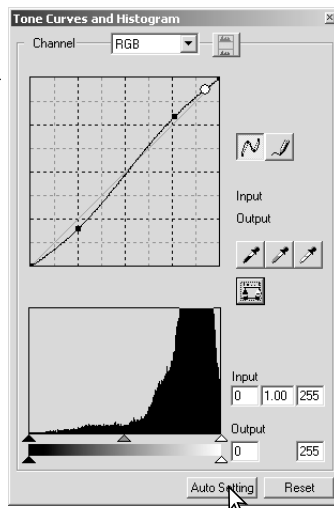 Tone Curves and Histogram
Channel
RGB
Input
Output
Input
0 1.00 255
Output
0 255
Auto Setting Reset